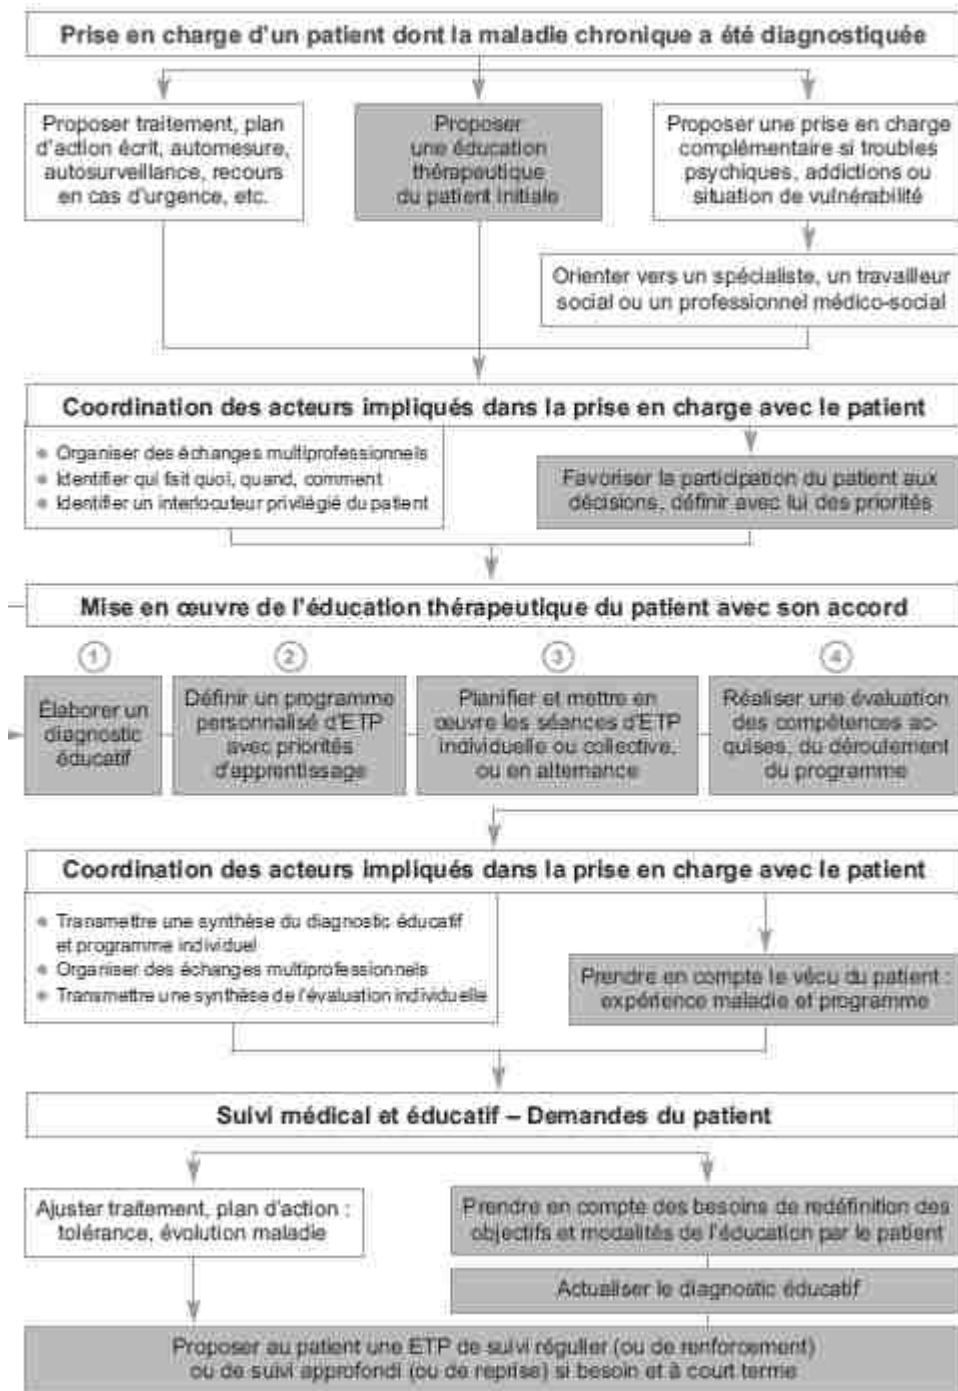 Prise en charge d'un patient dont la maladie chronique a été diagnostiquée
Proposer traitement, plan
d'action écrit, automesure,
autosurveillance, recours
en cas d'urgence, etc.
Proposer
une éducation
thérapeutique
du patient initiale
Proposer une prise en charge
complémentaire si troubles
psychiques, addictions ou
situation de vulnérabilité
Orienter vers un spécialiste, un travailleur
social ou un professionnel médico-social
Coordination des acteurs impliqués dans la prise en charge avec le patient
Organiser des échanges multiprofessionnels
Identifier qui fait quoi, quand, comment
Identifier un interlocuteur privilégié du patient
Favoriser la participation du patient aux
décisions, définir avec lui des priorités
Mise en œuvre de l'éducation thérapeutique du patient avec son accord
1
Élaborer un
diagnostic
éducatif
2
Définir un programme
personnalisé d'ETP
avec priorités
d'apprentissage
3
Planifier et mettre en
œuvre les séances d'ETP
individuelle ou collective,
ou en alternance
4
Réaliser une évaluation
des compétences ac-
quises, du déroulement
du programme
Coordination des acteurs impliqués dans la prise en charge avec le patient
Transmettre une synthèse du diagnostic éducatif
et programme individuel
Organiser des échanges multiprofessionnels
Transmettre une synthèse de l'évaluation individuelle
Prendre en compte le vécu du patient :
expérience maladie et programme
Suivi médical et éducatif – Demandes du patient
Ajuster traitement, plan d'action :
tolérance, évolution maladie
Prendre en compte des besoins de redéfinition des
objectifs et modalités de l'éducation par le patient
Actualiser le diagnostic éducatif
Proposer au patient une ETP de suivi régulier (ou de renforcement)
ou de suivi approfondi (ou de reprise) si besoin et à court terme